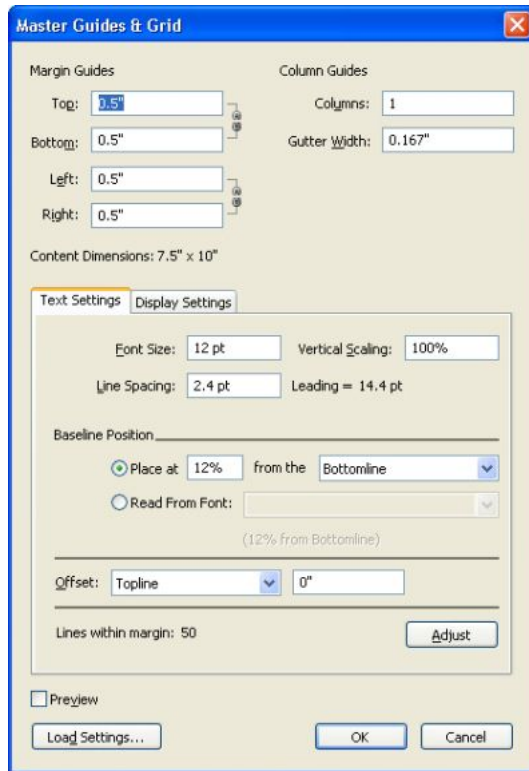 Master Guides & Grid
Margin Guides
Column Guides
Top: 0.5"
Columns: 1
Bottom: 0.5"
Gutter Width: 0.167"
Left: 0.5"
Right: 0.5"
Content Dimensions: 7.5" x 10"
Text Settings
Display Settings
Font Size: 12 pt
Vertical Scaling: 100%
Line Spacing: 2.4 pt
Leading = 14.4 pt
Baseline Position
Place at 12% from the Bottomline
Read From Font:
(12% from Bottomline)
Offset: Topline 0"
Lines within margin: 50
Adjust
Preview
Load Settings...
OK
Cancel